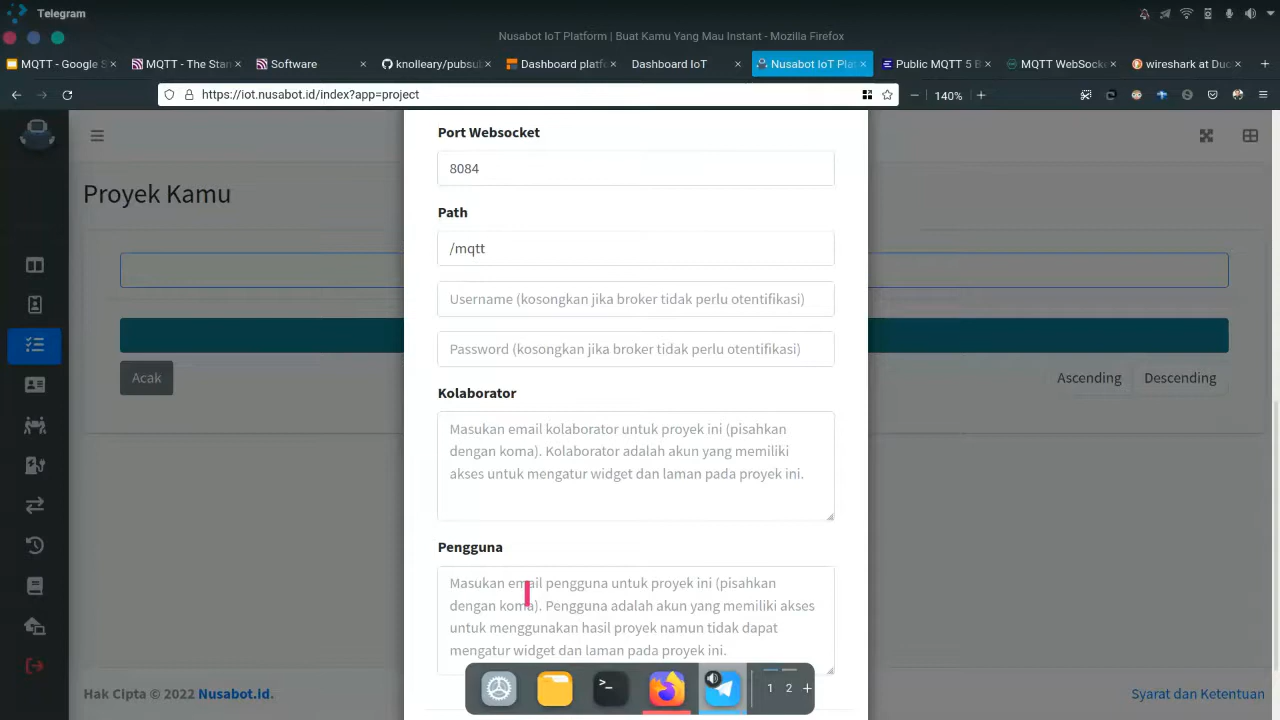 Telegram
Nusabot IoT Platform | Buat Kamu Yang Mau Instant - Mozilla Firefox
MQTT - Google S
MQTT - The Stan
Software
knolleary/pubsu
Dashboard platf
Dashboard IoT
Nusabot IoT Plat
Public MQTT 5 B
MQTT WebSocke
wireshark at Duc
https://iot.nusabot.id/index?app=project
140%
Port Websocket
8084
Proyek Kamu
Path
/mqtt
Username (kosongkan jika broker tidak perlu otentifikasi)
Password (kosongkan jika broker tidak perlu otentifikasi)
Acak
Ascending
Descending
Kolaborator
Masukan email kolaborator untuk proyek ini (pisahkan
dengan koma). Kolaborator adalah akun yang memiliki
akses untuk mengatur widget dan laman pada proyek ini.
Pengguna
Masukan email pengguna untuk proyek ini (pisahkan
dengan koma). Pengguna adalah akun yang memiliki akses
untuk menggunakan hasil proyek namun tidak dapat
mengatur widget dan laman pada proyek ini.
1 2
Hak Cipta © 2022 Nusabot.id.
Syarat dan Ketentuan